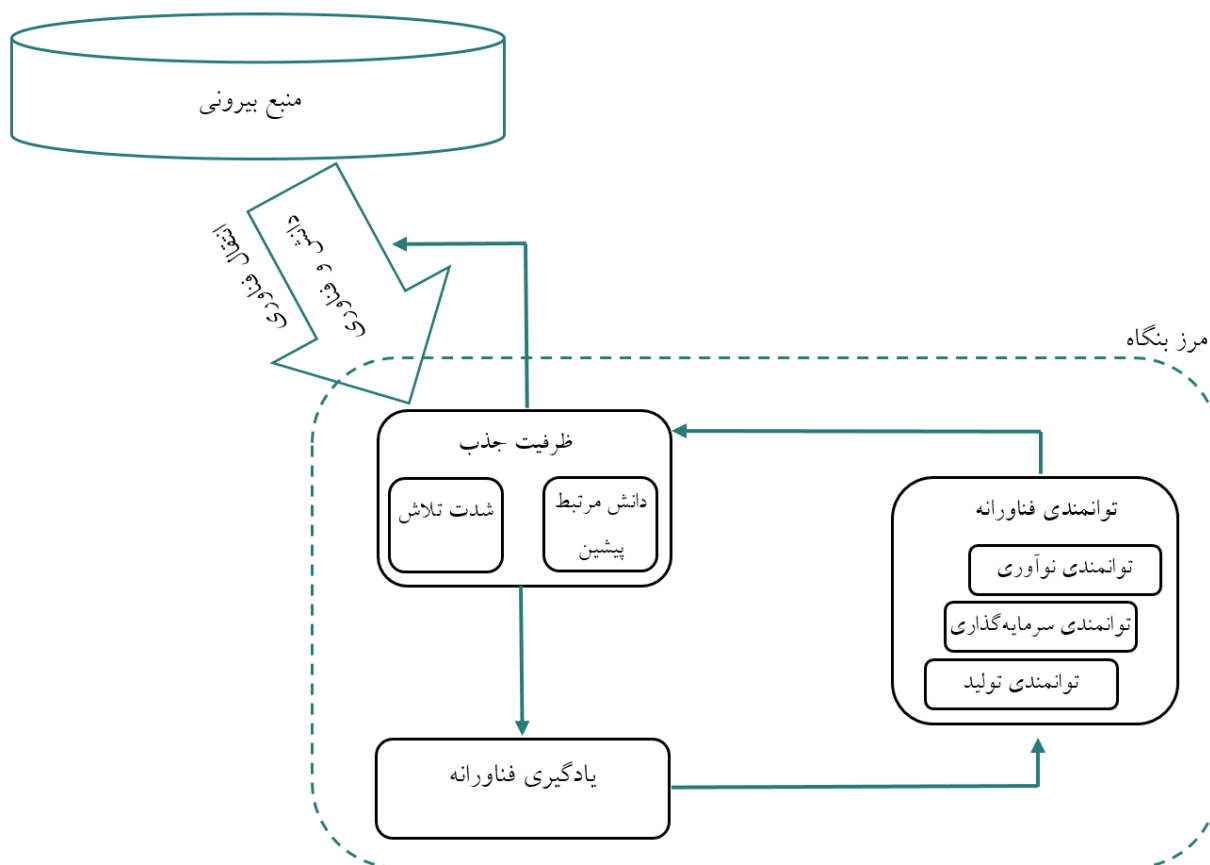 منبع بیرونی
انتقال فناوری
دانش و فناوری
مرز بنگاه
ظرفیت جذب
دانش مرتبط
پیشین
شدت تلاش
توانمندی فناورانه
توانمندی نوآوری
توانمندی سرمایه‌گذاری
توانمندی تولید
یادگیری فناورانه